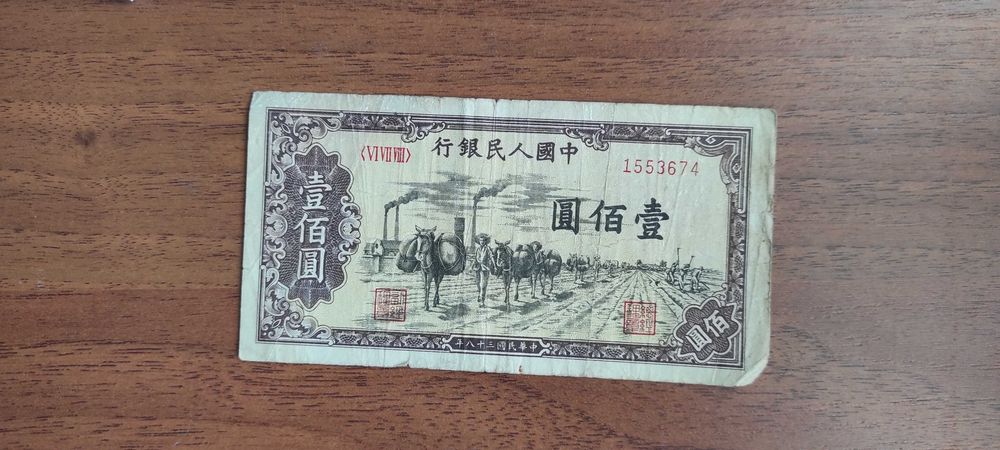 中國人民銀行
〈VI VII VIII〉
1553674
壹佰圓
壹佰圓
佰圓
中華民國三十八年